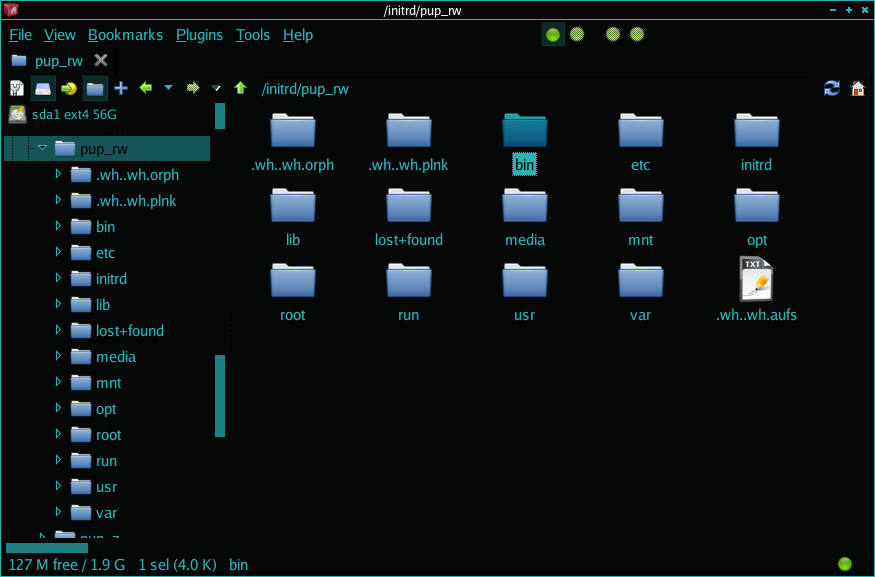 /initrd/pup_rw
File View Bookmarks Plugins Tools Help
pup_rw
/initrd/pup_rw
sda1 ext4 56G
pup_rw
.wh..wh.orph
.wh..wh.plnk
bin
etc
initrd
lib
lost+found
media
mnt
opt
root
run
usr
var
.wh..wh.orph .wh..wh.plnk bin etc initrd
lib lost+found media mnt opt
TXT
root run usr var .wh..wh.aufs
127 M free / 1.9 G 1 sel (4.0 K) bin